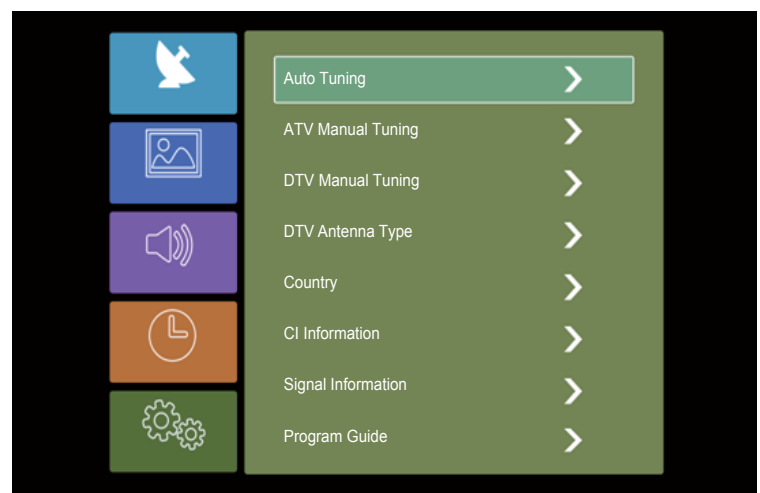 Auto Tuning
ATV Manual Tuning
DTV Manual Tuning
DTV Antenna Type
Country
CI Information
Signal Information
Program Guide